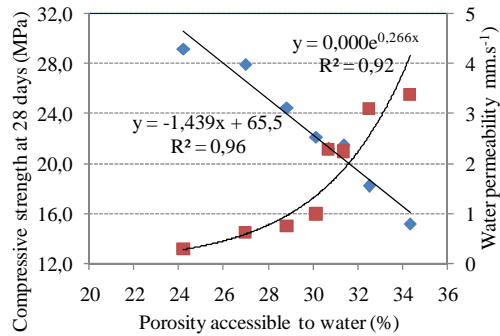 Compressive strength at 28 days (MPa)
32,0
28,0
24,0
20,0
16,0
12,0
y = 0,000e^0,266x
R² = 0,92
y = -1,439x + 65,5
R² = 0,96
5
4
3
2
1
0
Water permeability mm.s⁻¹
20 22 24 26 28 30 32 34 36
Porosity accessible to water (%)